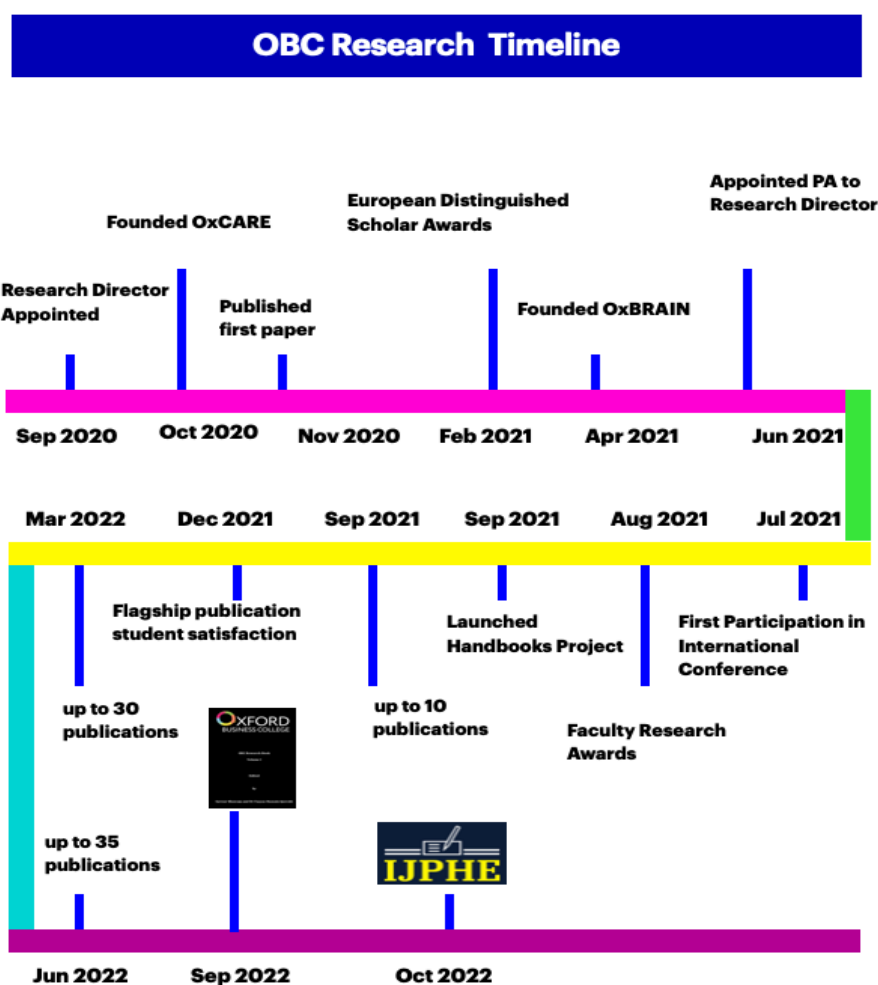 OBC Research Timeline
Appointed PA to
Research Director
European Distinguished
Scholar Awards
Founded OxCARE
Research Director
Appointed
Published
first paper
Founded OxBRAIN
Sep 2020
Oct 2020
Nov 2020
Feb 2021
Apr 2021
Jun 2021
Mar 2022
Dec 2021
Sep 2021
Sep 2021
Aug 2021
Jul 2021
Flagship publication
student satisfaction
Launched
Handbooks Project
First Participation in
International
Conference
up to 30
publications
up to 10
publications
Faculty Research
Awards
OXFORD
BUSINESS COLLEGE
up to 35
publications
IJPHE
Jun 2022
Sep 2022
Oct 2022